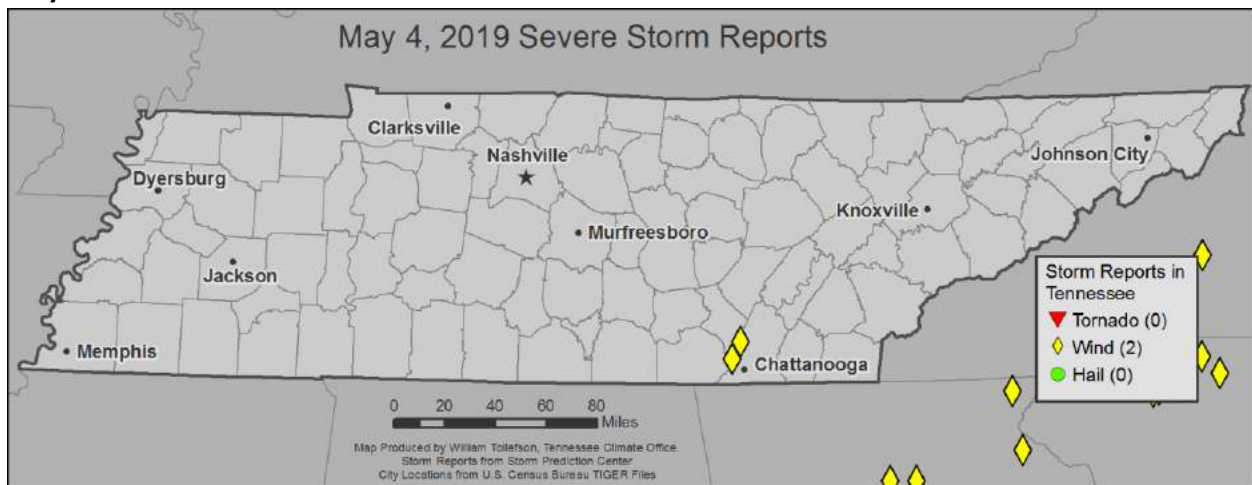 May 4, 2019 Severe Storm Reports
Clarksville
Nashville
Johnson City
Dyersburg
Knoxville
Murfreesboro
Jackson
Storm Reports in
Tennessee
Tornado (0)
Wind (2)
Hail (0)
Memphis
Chattanooga
0 20 40 60 80
Miles
Map Produced by William Tollefson, Tennessee Climate Office.
Storm Reports from Storm Prediction Center
City Locations from U.S. Census Bureau TIGER Files